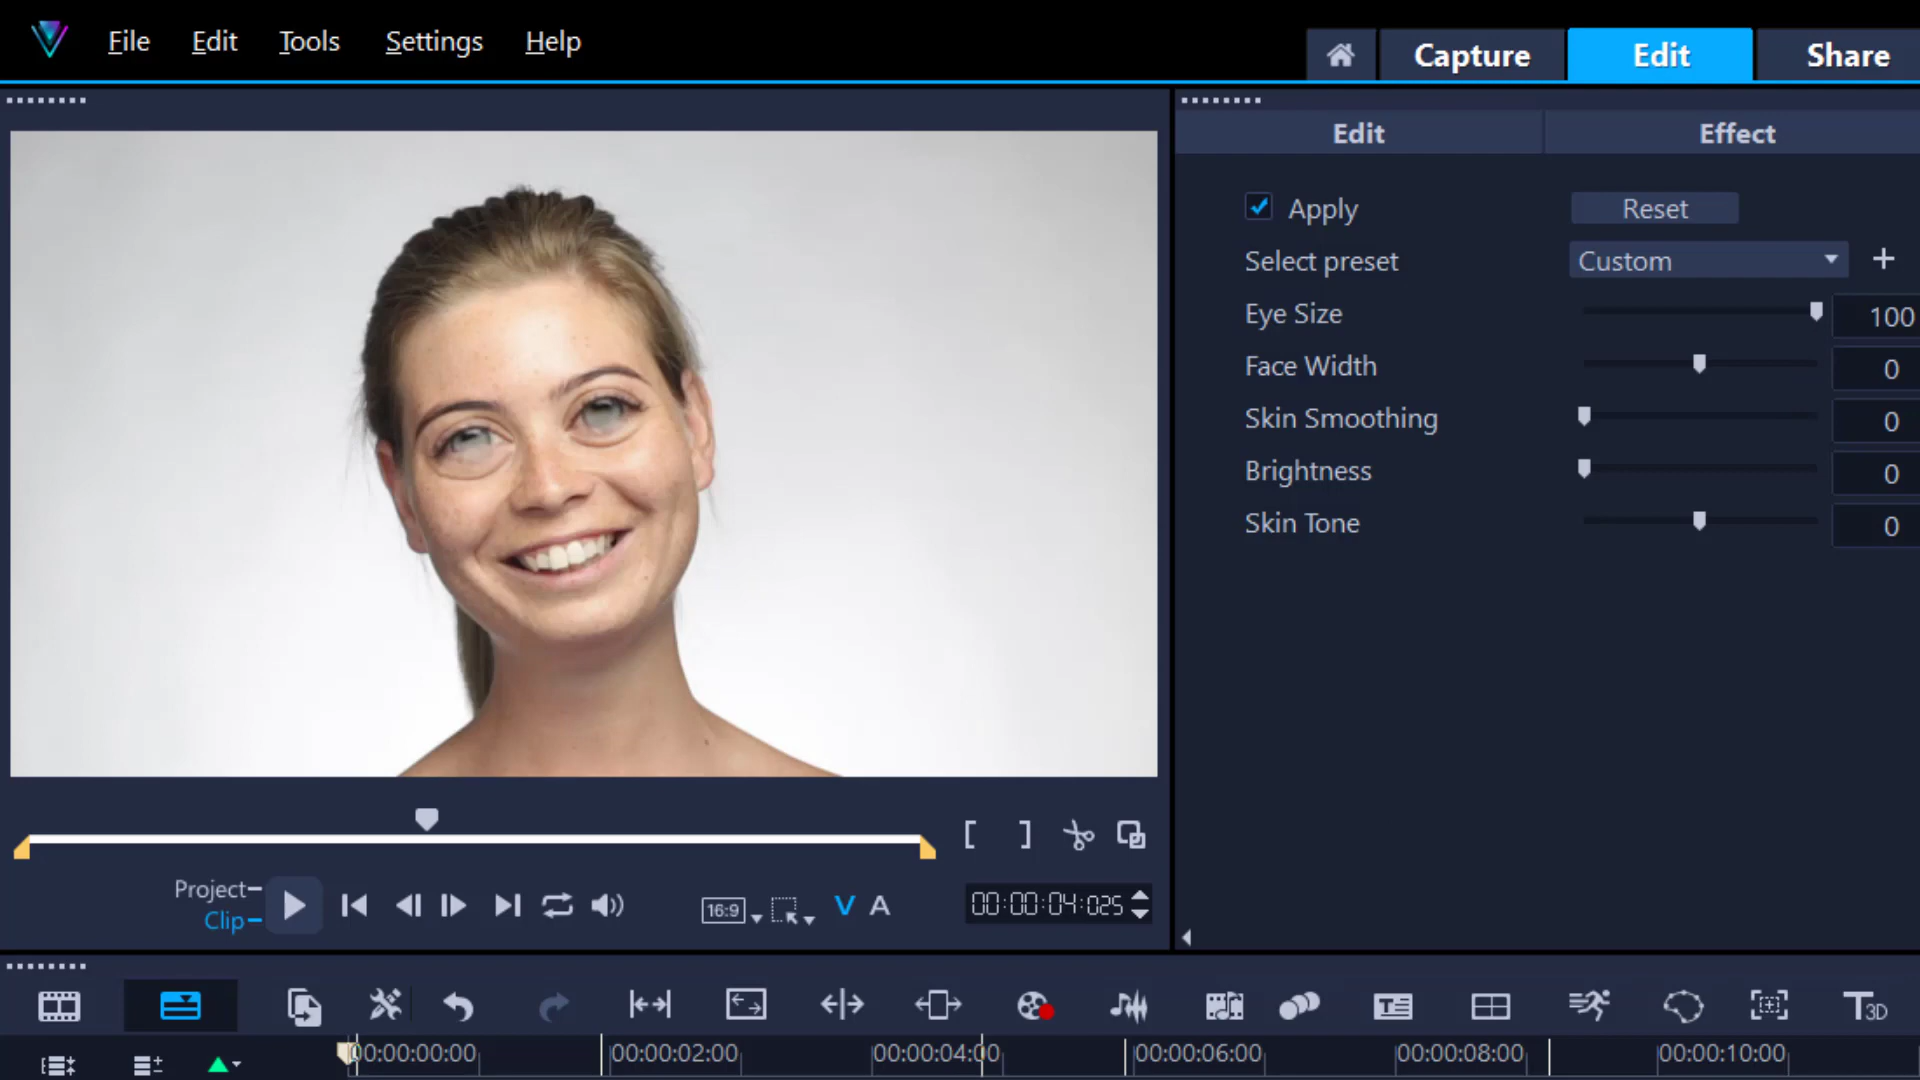 File Edit Tools Settings Help
Capture Edit Share
Edit Effect
Apply Reset
Select preset Custom
Eye Size 100
Face Width 0
Skin Smoothing 0
Brightness 0
Skin Tone 0
Project
Clip
16:9 V A 00:00:04:025
T3D
00:00:00:00 00:00:02:00 00:00:04:00 00:00:06:00 00:00:08:00 00:00:10:00